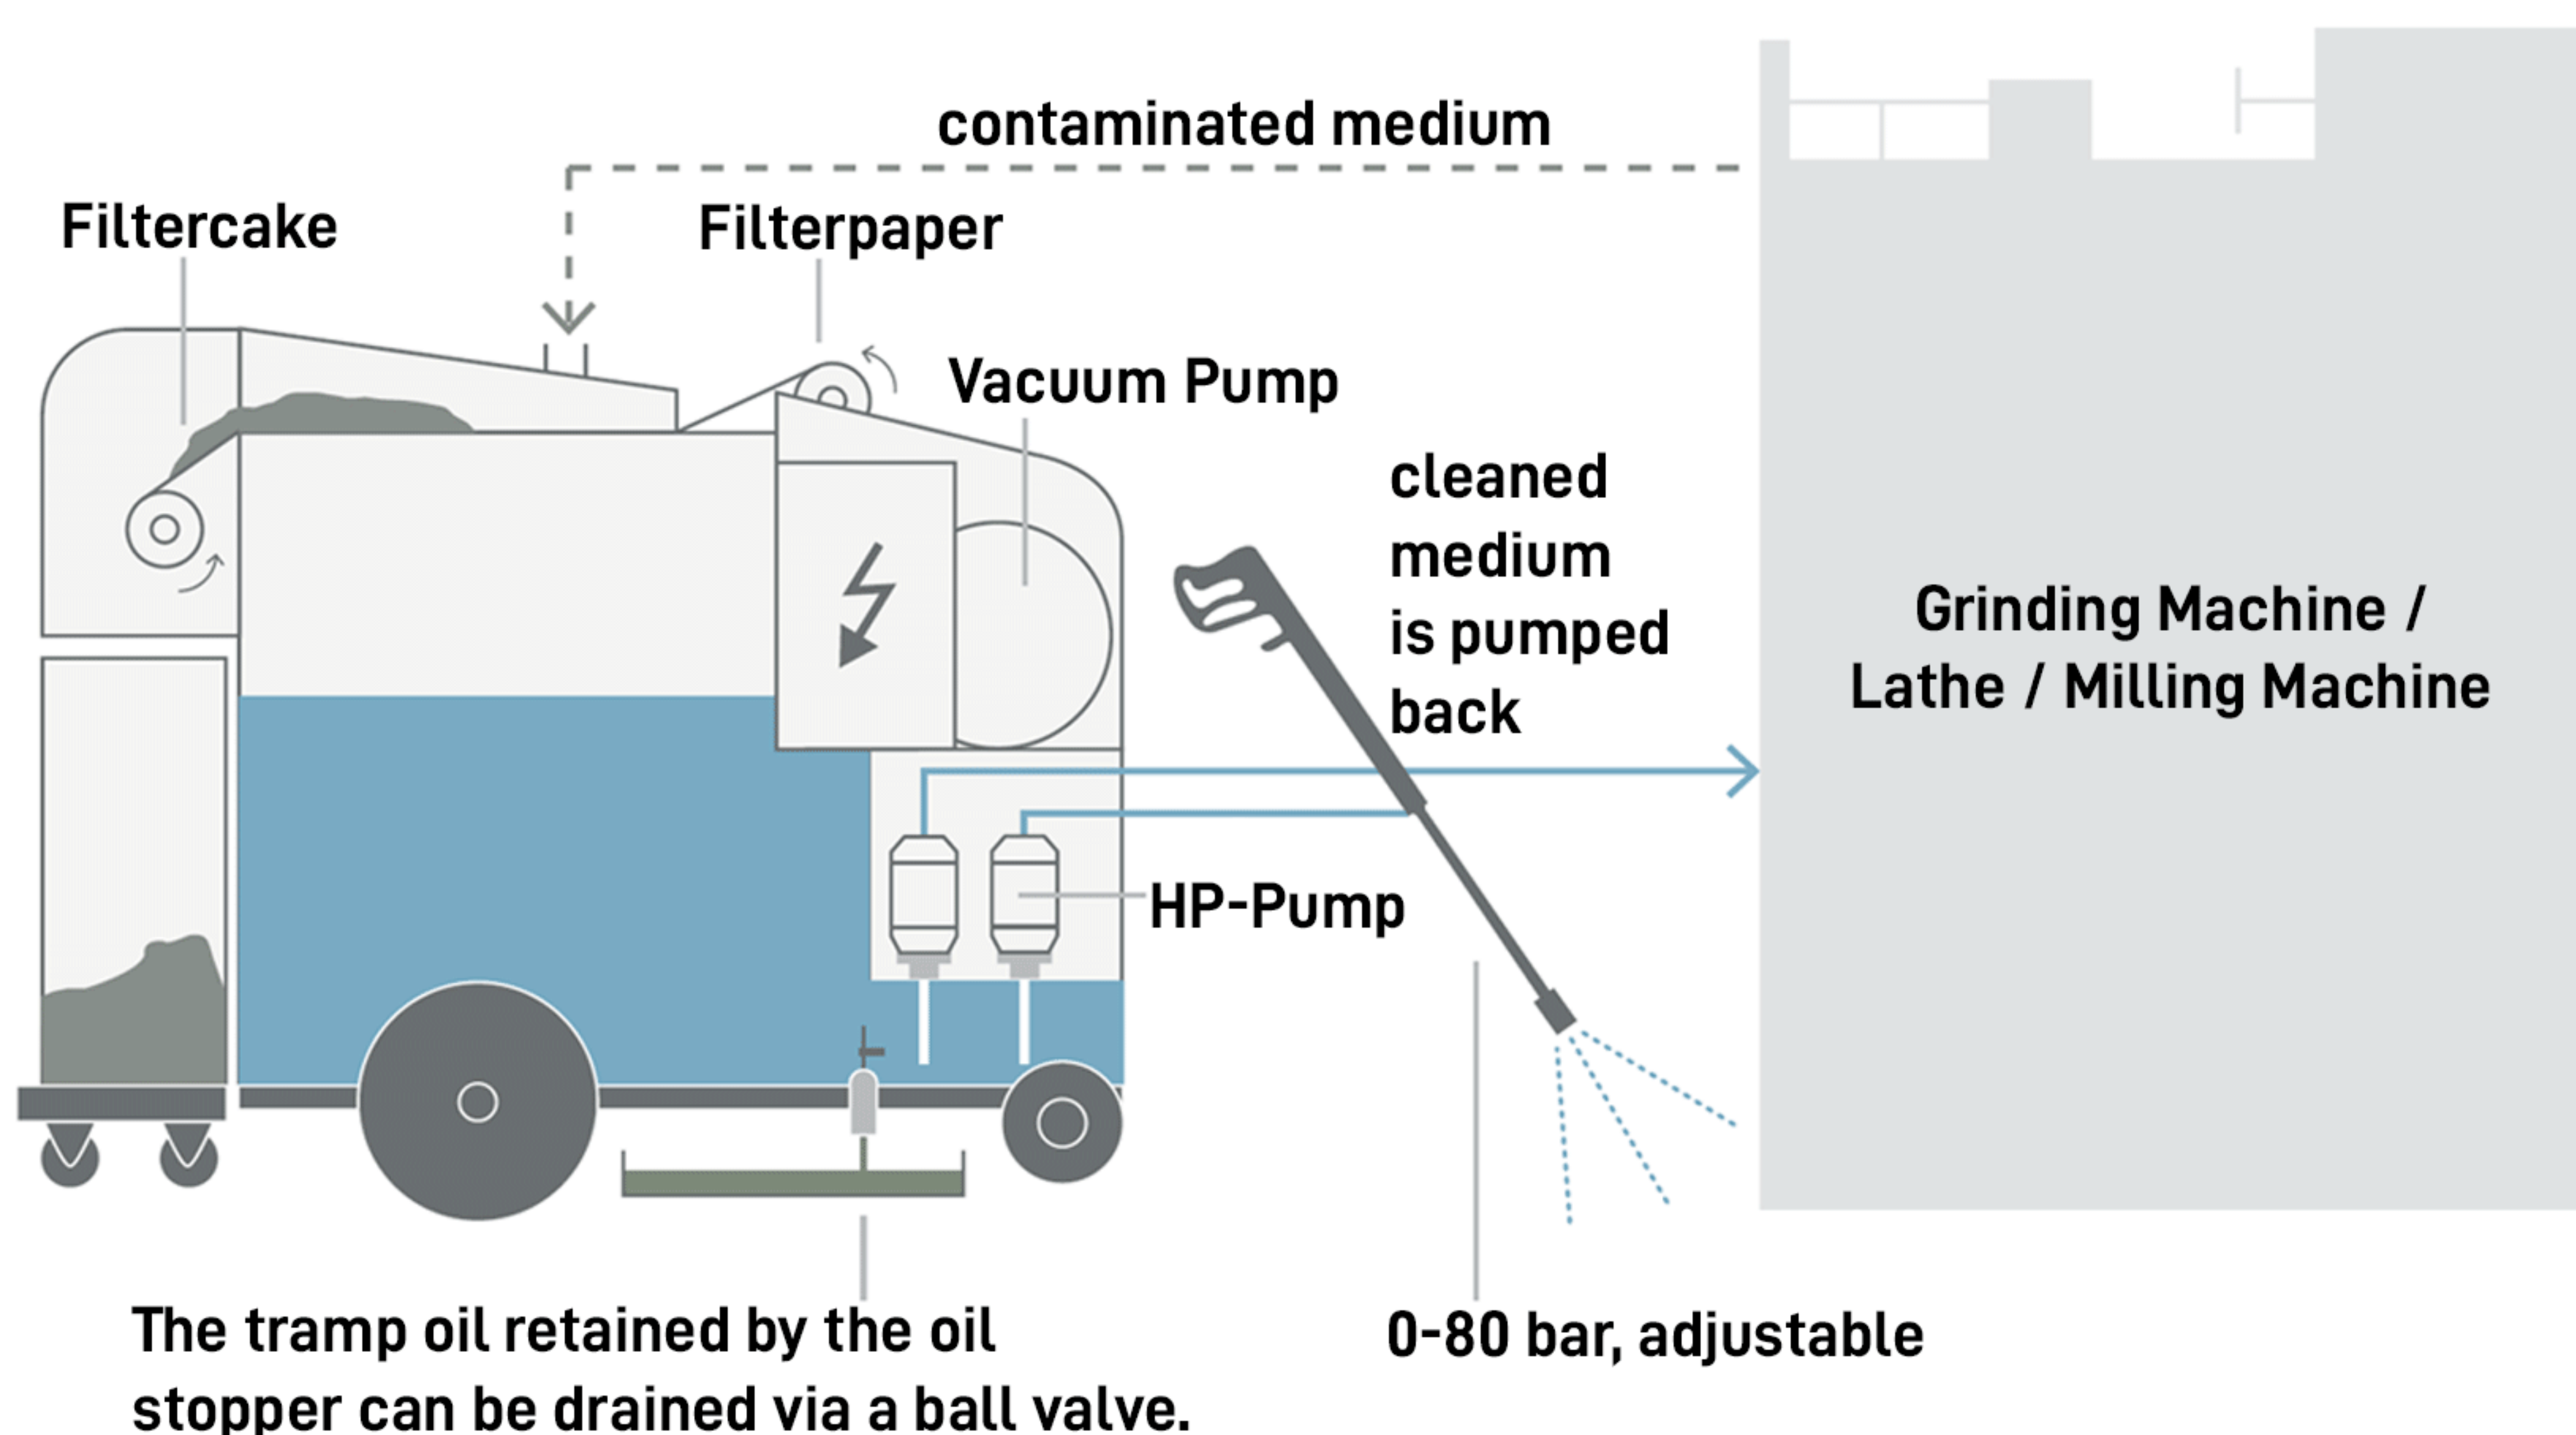 contaminated medium
Filtercake
Filterpaper
Vacuum Pump
cleaned
medium
is pumped
back
Grinding Machine /
Lathe / Milling Machine
HP-Pump
The tramp oil retained by the oil
stopper can be drained via a ball valve.
0-80 bar, adjustable